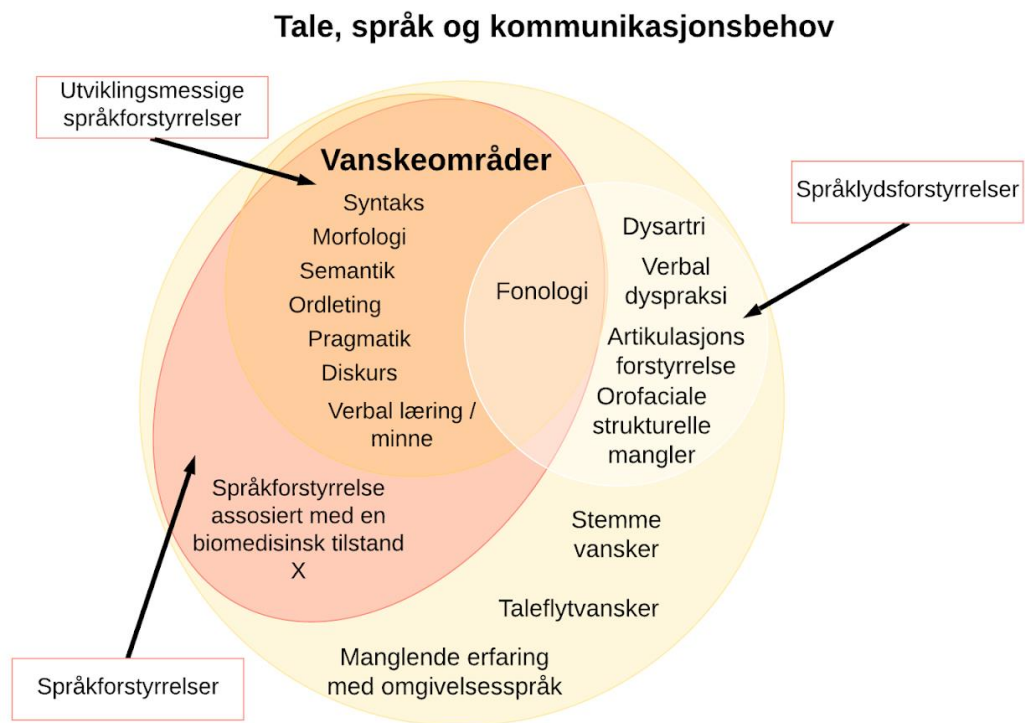 Tale, språk og kommunikasjonsbehov
Utviklingsmessige
språkforstyrrelser
Vanskeområder
Syntaks
Morfologi
Semantik
Ordleting
Pragmatik
Diskurs
Verbal læring /
minne
Fonologi
Språklydsforstyrrelser
Dysartri
Verbal
dyspraksi
Artikulasjons
forstyrrelse
Orofaciale
strukturelle
mangler
Språkforstyrrelse
assosiert med en
biomedisinsk tilstand
X
Stemme
vansker
Taleflytvansker
Manglende erfaring
med omgivelsesspråk
Språkforstyrrelser